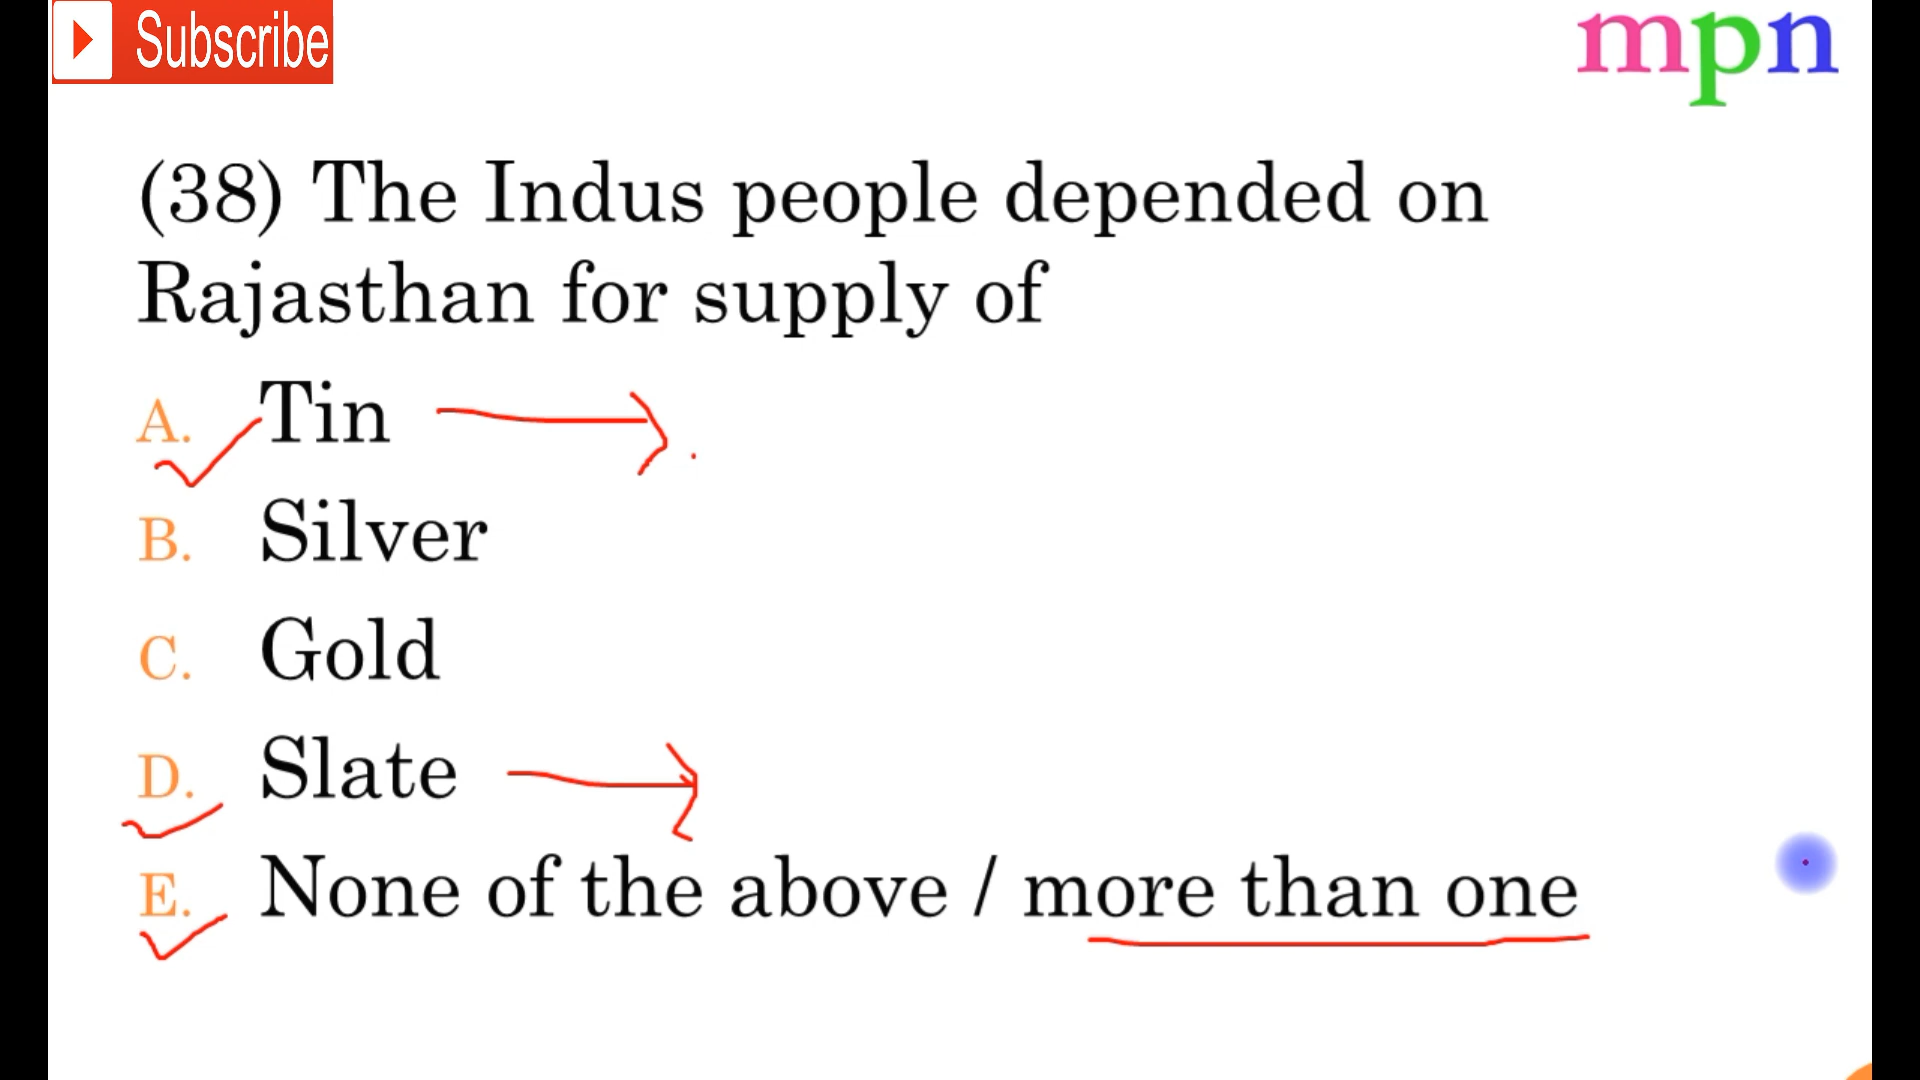 Subscribe
mpn
(38) The Indus people depended on
Rajasthan for supply of
A. Tin
B. Silver
C. Gold
D. Slate
E. None of the above / more than one